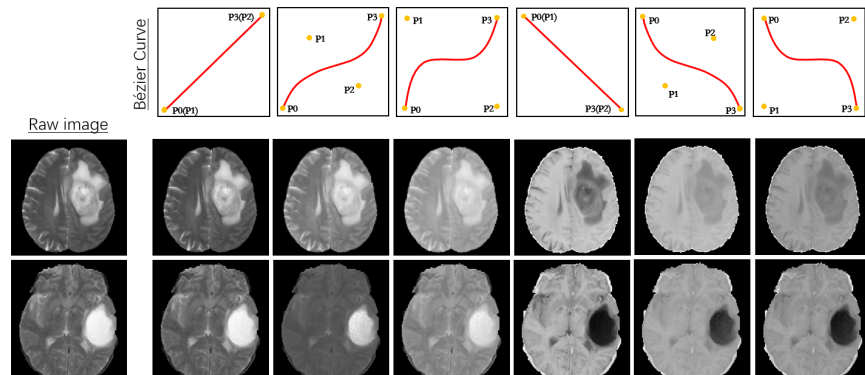 Bézier Curve
P3(P2)
P0(P1)
P3
P1
P2
P0
P1
P3
P0
P2
P0(P1)
P3(P2)
P0
P2
P1
P3
P0
P2
P1
P3
Raw image